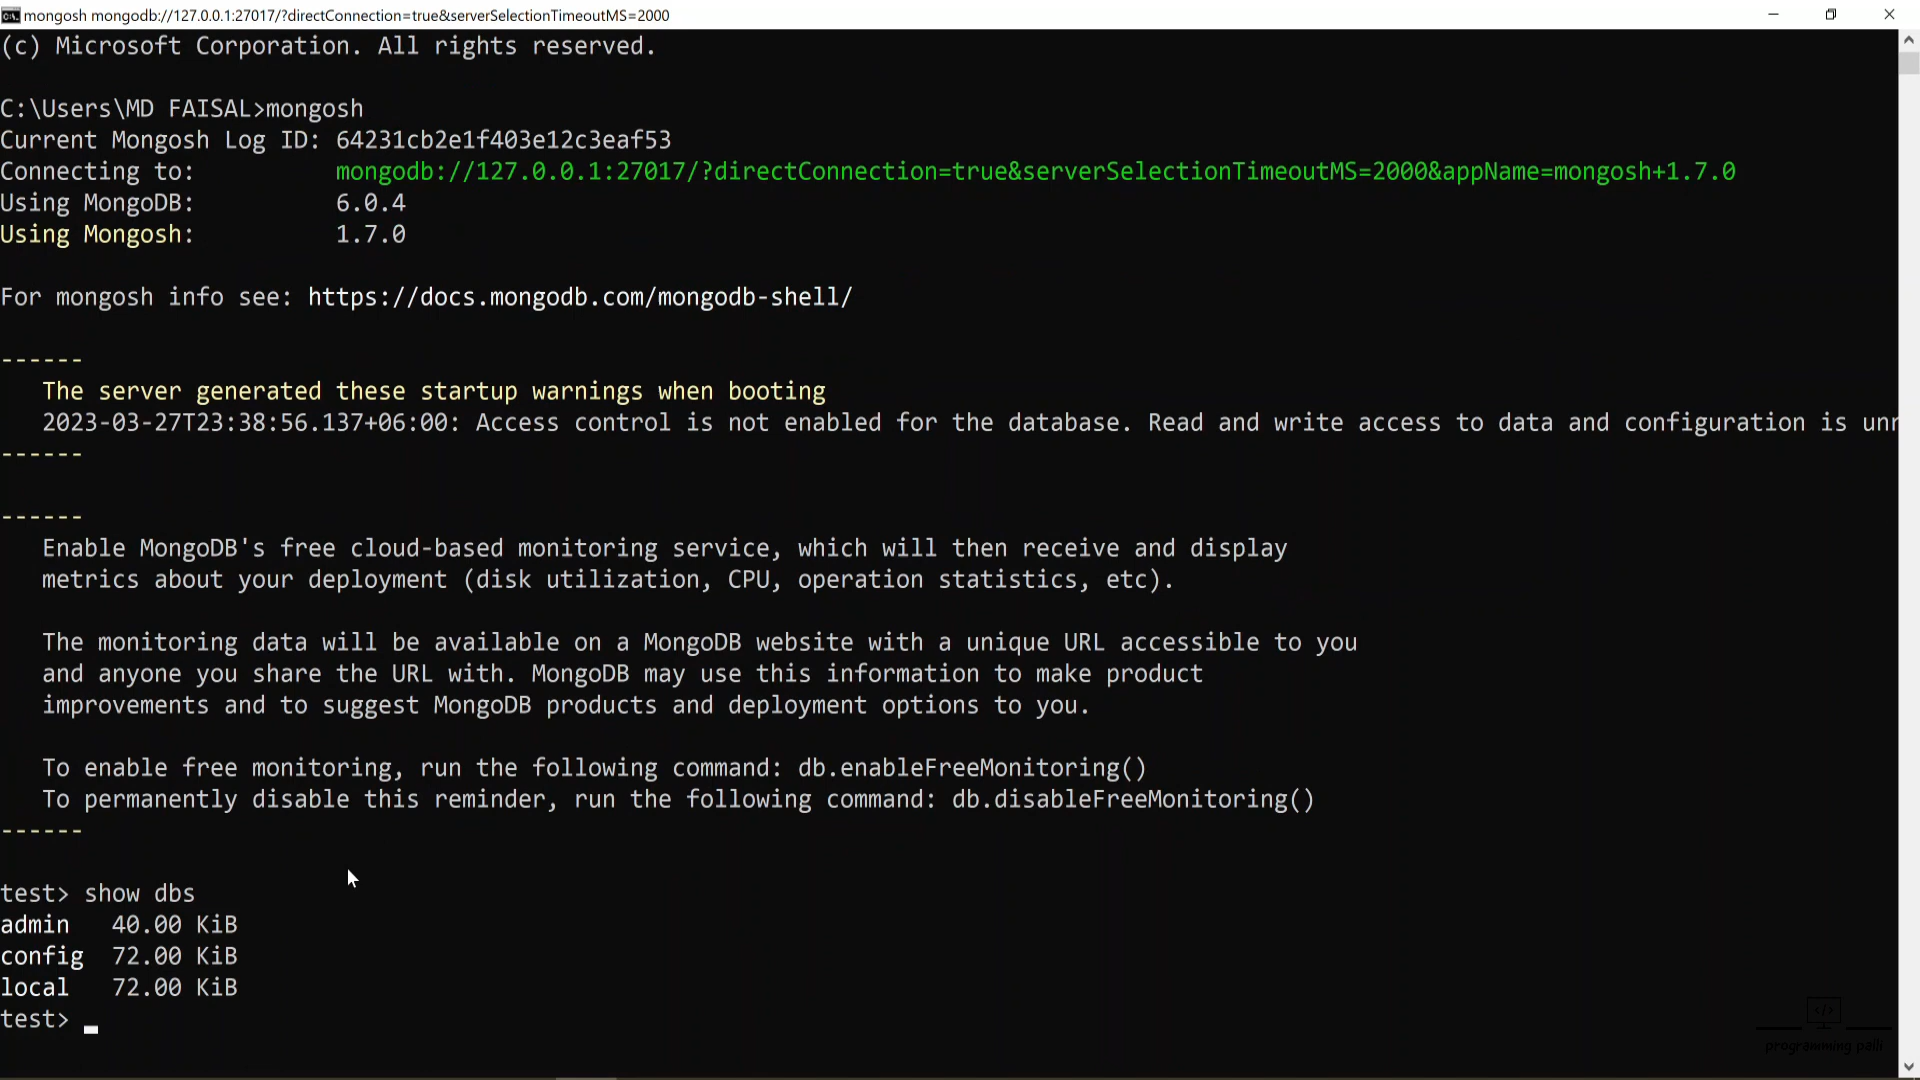 mongosh mongodb://127.0.0.1:27017/?directConnection=true&serverSelectionTimeoutMS=2000
(c) Microsoft Corporation. All rights reserved.
C:\Users\MD FAISAL>mongosh
Current Mongosh Log ID: 64231cb2e1f403e12c3eaf53
Connecting to: mongodb://127.0.0.1:27017/?directConnection=true&serverSelectionTimeoutMS=2000&appName=mongosh+1.7.0
Using MongoDB: 6.0.4
Using Mongosh: 1.7.0
For mongosh info see: https://docs.mongodb.com/mongodb-shell/
------
The server generated these startup warnings when booting
2023-03-27T23:38:56.137+06:00: Access control is not enabled for the database. Read and write access to data and configuration is unr
------
------
Enable MongoDB's free cloud-based monitoring service, which will then receive and display
metrics about your deployment (disk utilization, CPU, operation statistics, etc).
The monitoring data will be available on a MongoDB website with a unique URL accessible to you
and anyone you share the URL with. MongoDB may use this information to make product
improvements and to suggest MongoDB products and deployment options to you.
To enable free monitoring, run the following command: db.enableFreeMonitoring()
To permanently disable this reminder, run the following command: db.disableFreeMonitoring()
------
test> show dbs
admin 40.00 KiB
config 72.00 KiB
local 72.00 KiB
test>
</> 
programming palli